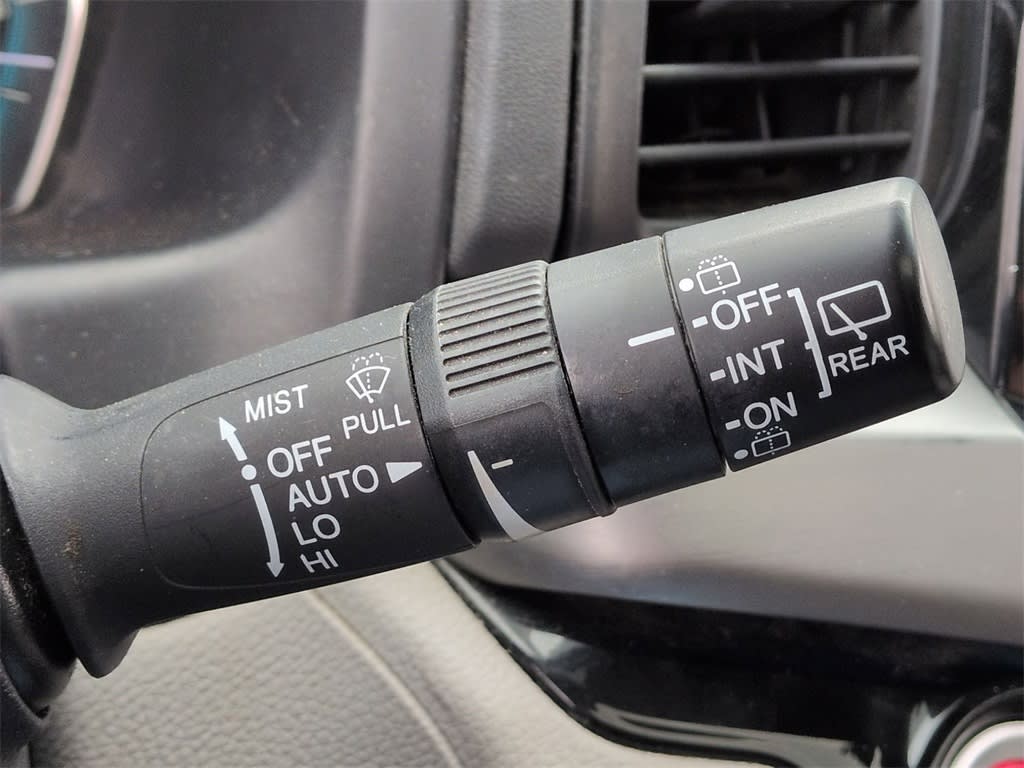 MIST
PULL
OFF
AUTO
LO
HI
OFF
INT
ON
REAR